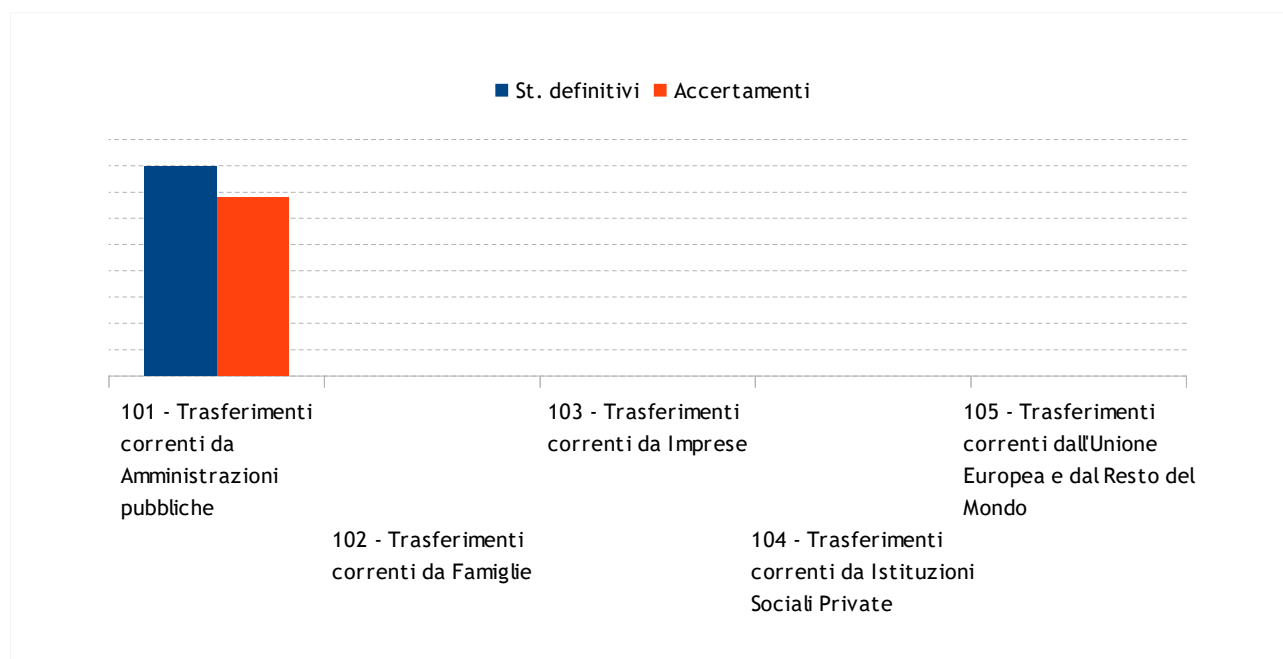 St. definitivi Accertamenti
101 - Trasferimenti
correnti da
Amministrazioni
pubbliche
102 - Trasferimenti
correnti da Famiglie
103 - Trasferimenti
correnti da Imprese
104 - Trasferimenti
correnti da Istituzioni
Sociali Private
105 - Trasferimenti
correnti dall'Unione
Europea e dal Resto del
Mondo